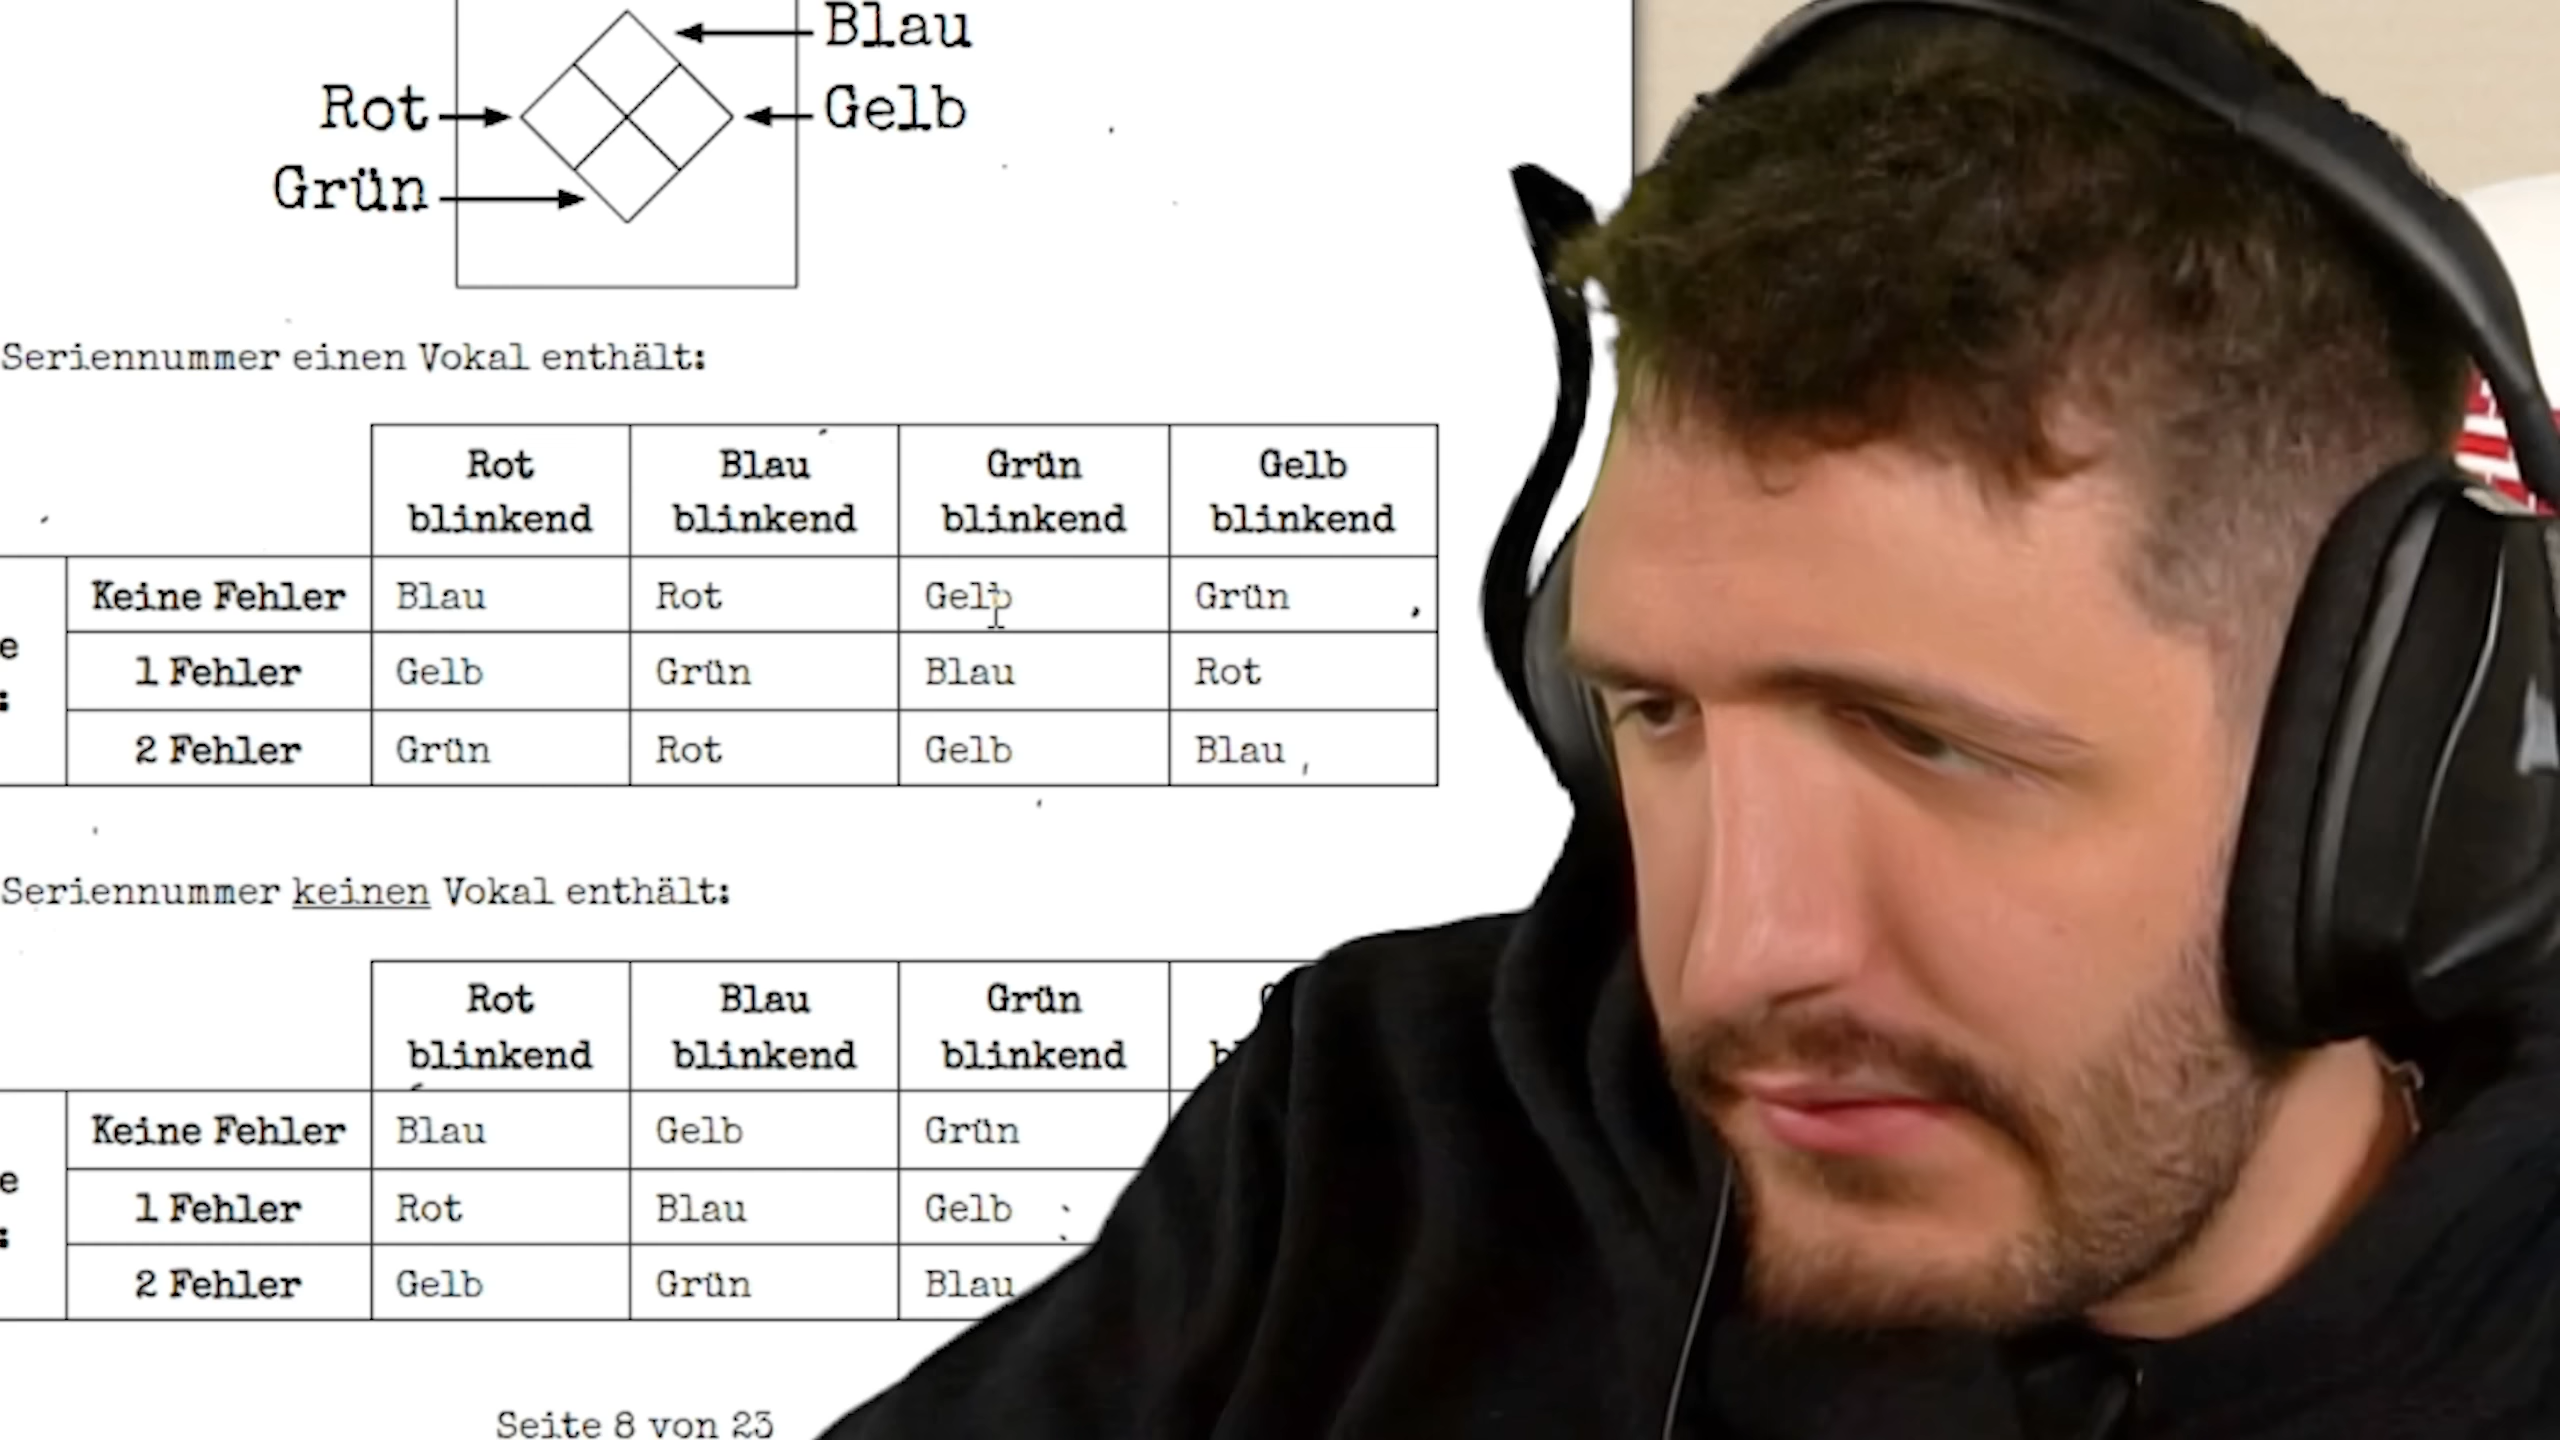 Blau
Rot
Gelb
Grün
Seriennummer einen Vokal enthält:
Rot blinkend
Blau blinkend
Grün blinkend
Gelb blinkend
Keine Fehler Blau Rot Gelb Grün
1 Fehler Gelb Grün Blau Rot
2 Fehler Grün Rot Gelb Blau
Seriennummer keinen Vokal enthält:
Rot blinkend
Blau blinkend
Grün blinkend
Keine Fehler Blau Gelb Grün
1 Fehler Rot Blau Gelb
2 Fehler Gelb Grün Blau
Seite 8 von 23